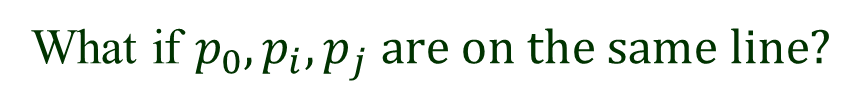 What if p₀, pᵢ, pⱼ are on the same line?